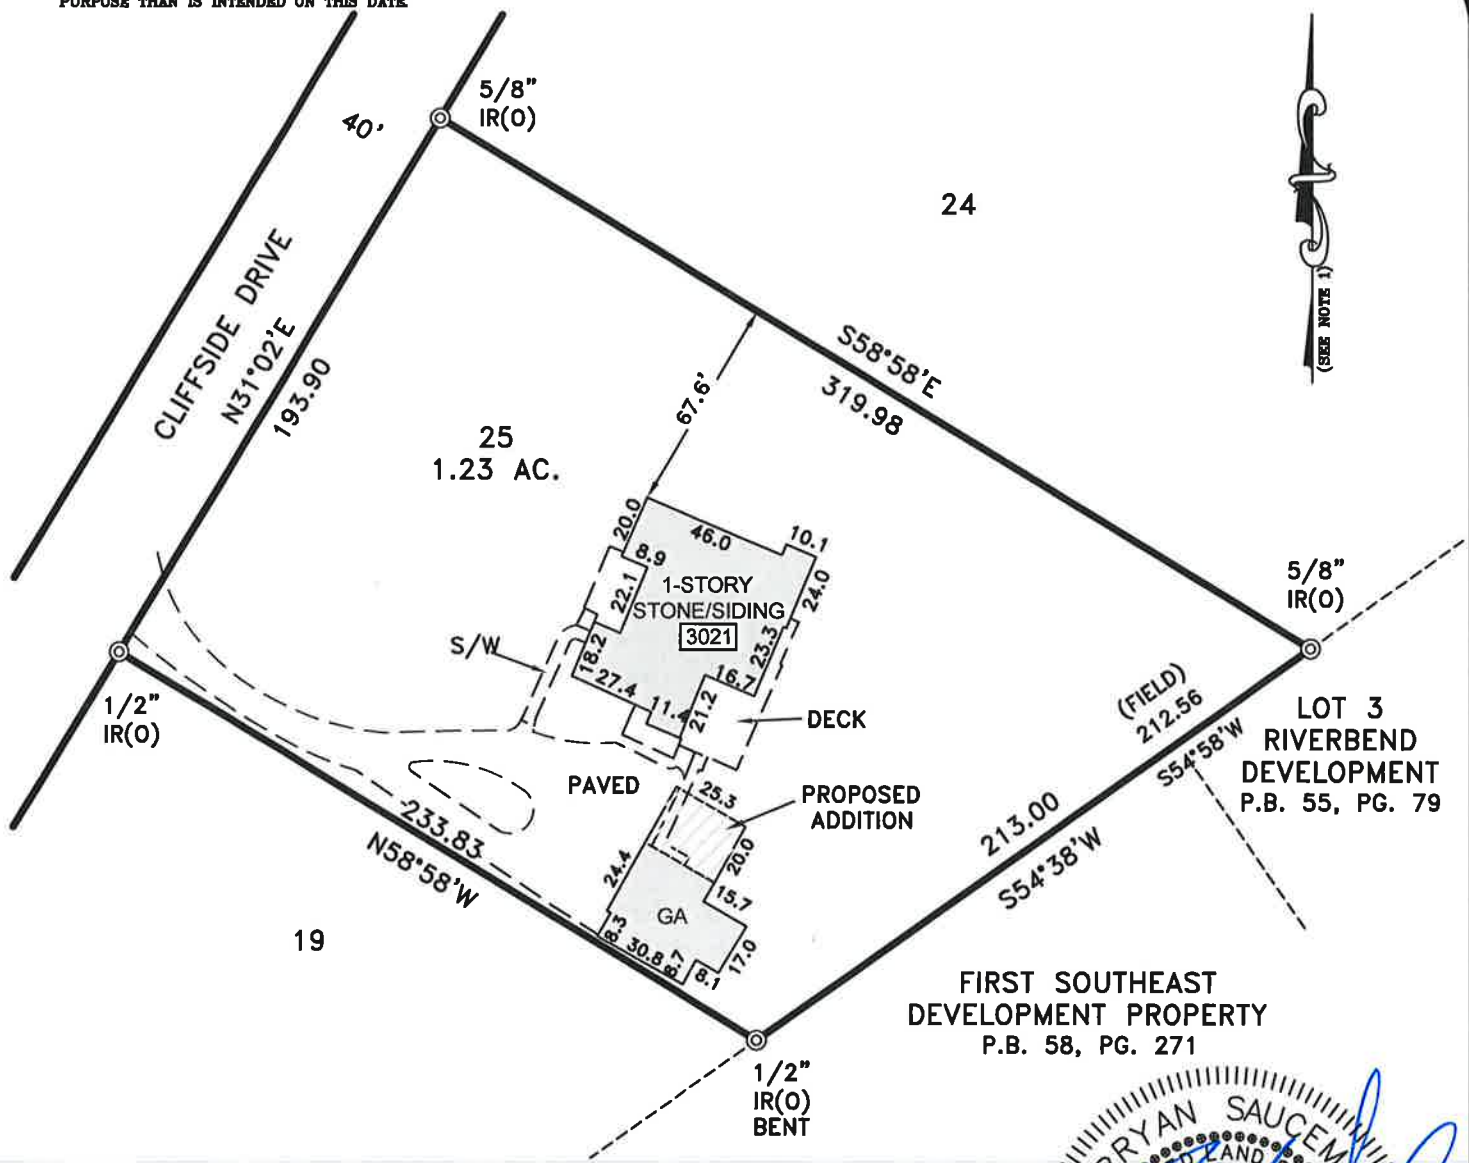 PURPOSE THAN IS INTENDED ON THIS DATE
5/8"
IR(O)
40'
24
(SEE NOTE 1)
CLIFFSIDE DRIVE
N31°02'E
193.90
S58°58'E
319.98
67.6'
25
1.23 AC.
20.0
46.0
10.1
8.9
24.0
22.1
1-STORY
STONE/SIDING
3021
5/8"
IR(O)
S/W
18.2
23.3
27.4
16.7
11.4
21.2
DECK
1/2"
IR(O)
(FIELD)
212.56
S54°58'W
LOT 3
RIVERBEND
DEVELOPMENT
P.B. 55, PG. 79
PAVED
25.3
PROPOSED
ADDITION
233.83
N58°58'W
20.0
213.00
S54°38'W
24.4
15.7
GA
8.3
30.8
8.7
8.1
17.0
19
FIRST SOUTHEAST
DEVELOPMENT PROPERTY
P.B. 58, PG. 271
1/2"
IR(O)
BENT
RYAN SAUCEM
LAND